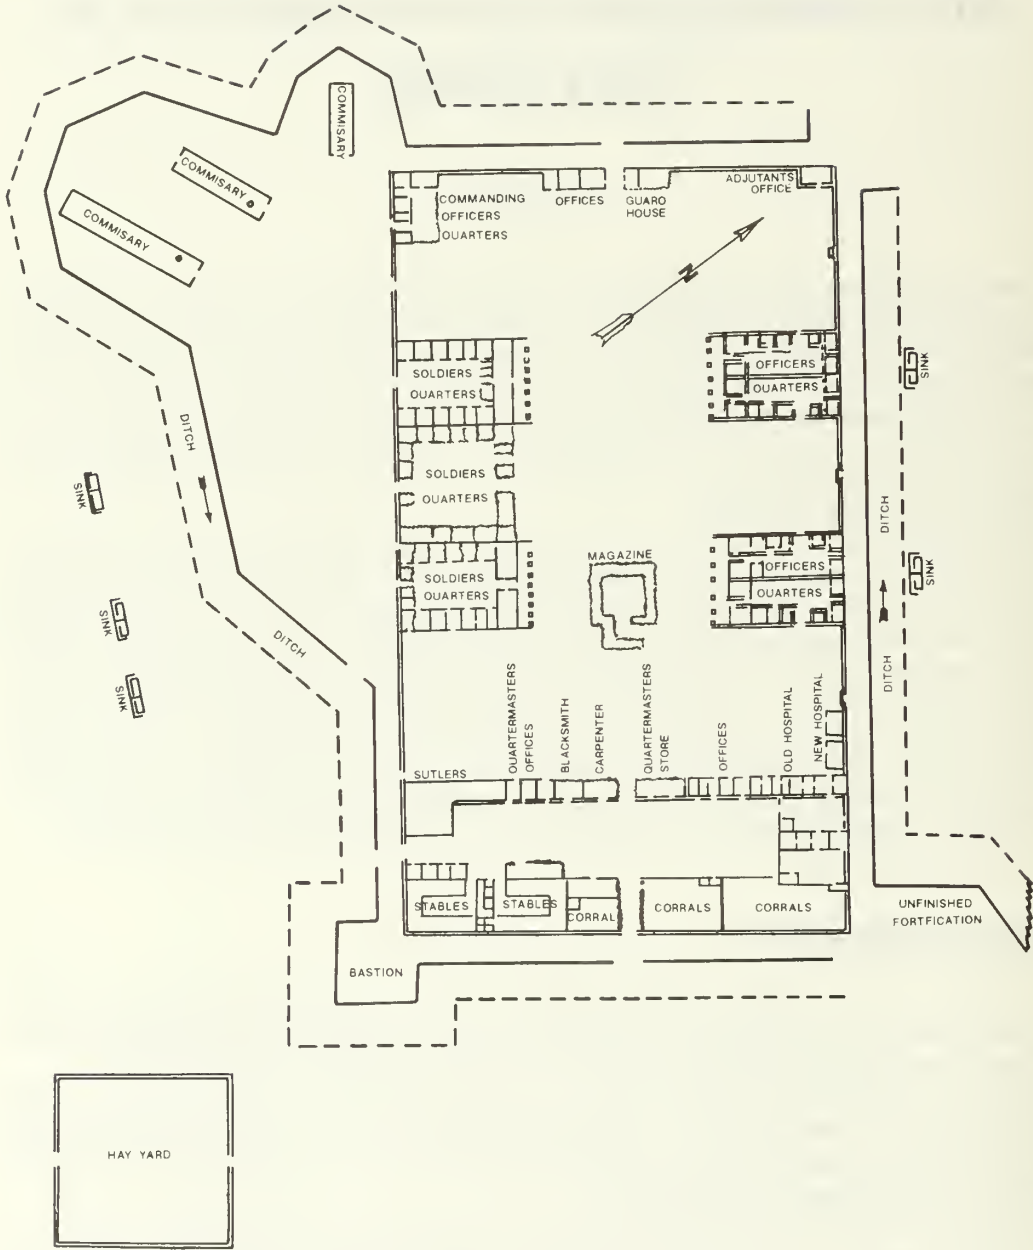 COMMISARY
COMMISARY
COMMISARY
COMMANDING
OFFICERS
QUARTERS
OFFICES
GUARD
HOUSE
ADJUTANTS
OFFICE
N
SOLDIERS
QUARTERS
OFFICERS
QUARTERS
SINK
DITCH
SOLDIERS
QUARTERS
SINK
DITCH
SOLDIERS
QUARTERS
MAGAZINE
OFFICERS
QUARTERS
SINK
SINK
DITCH
SINK
DITCH
SUTLERS
QUARTERMASTERS
OFFICES
BLACKSMITH
CARPENTER
QUARTERMASTERS
STORE
OFFICES
OLD HOSPITAL
NEW HOSPITAL
STABLES
STABLES
CORRAL
CORRALS
CORRALS
UNFINISHED
FORTFICATION
BASTION
HAY YARD